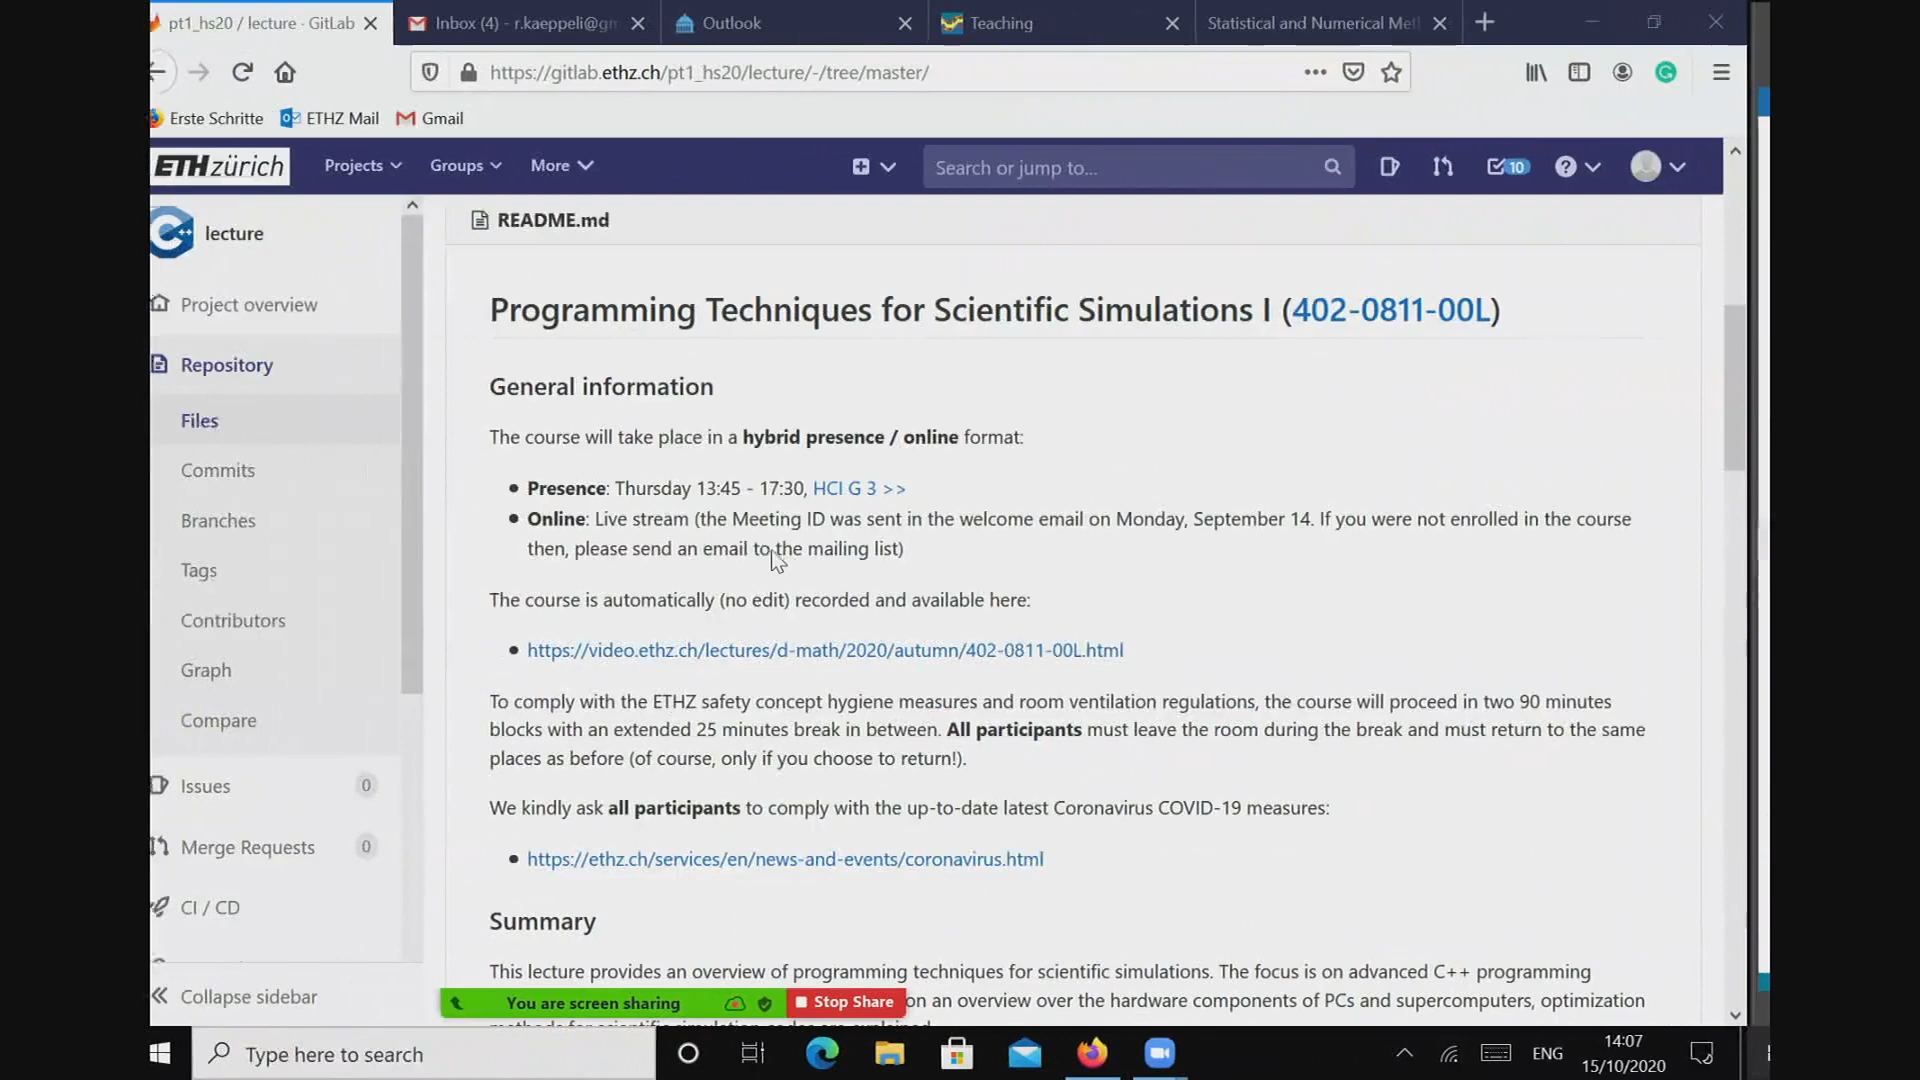 pt1_hs20 / lecture · GitLab
Inbox (4) - r.kaeppeli@gm
Outlook
Teaching
Statistical and Numerical Met
https://gitlab.ethz.ch/pt1_hs20/lecture/-/tree/master/
Erste Schritte
ETHZ Mail
Gmail
ETH zürich
Projects
Groups
More
Search or jump to...
10
lecture
Project overview
Repository
Files
Commits
Branches
Tags
Contributors
Graph
Compare
Issues 0
Merge Requests 0
CI / CD
Collapse sidebar
README.md
Programming Techniques for Scientific Simulations I (402-0811-00L)
General information
The course will take place in a hybrid presence / online format:
Presence: Thursday 13:45 - 17:30, HCI G 3 >>
Online: Live stream (the Meeting ID was sent in the welcome email on Monday, September 14. If you were not enrolled in the course
then, please send an email to the mailing list)
The course is automatically (no edit) recorded and available here:
https://video.ethz.ch/lectures/d-math/2020/autumn/402-0811-00L.html
To comply with the ETHZ safety concept hygiene measures and room ventilation regulations, the course will proceed in two 90 minutes
blocks with an extended 25 minutes break in between. All participants must leave the room during the break and must return to the same
places as before (of course, only if you choose to return!).
We kindly ask all participants to comply with the up-to-date latest Coronavirus COVID-19 measures:
https://ethz.ch/services/en/news-and-events/coronavirus.html
Summary
This lecture provides an overview of programming techniques for scientific simulations. The focus is on advanced C++ programming
on an overview over the hardware components of PCs and supercomputers, optimization
You are screen sharing
Stop Share
Type here to search
ENG
14:07
15/10/2020